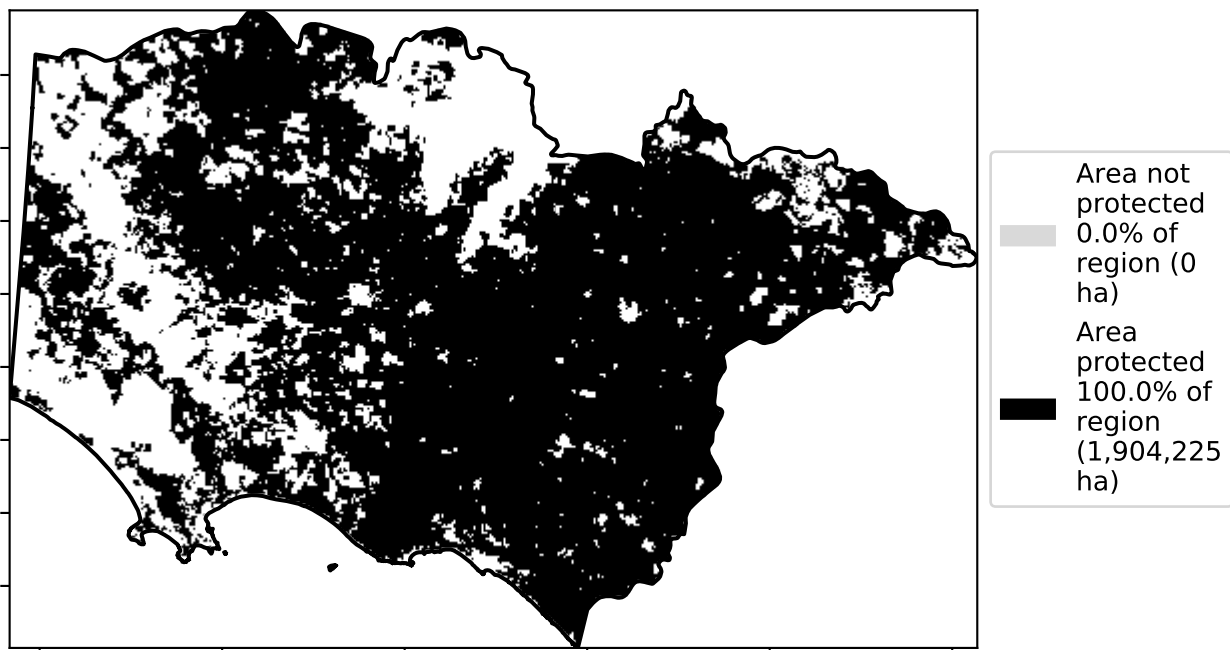 Area not
protected
0.0% of
region (0
ha)
Area
protected
100.0% of
region
(1,904,225
ha)